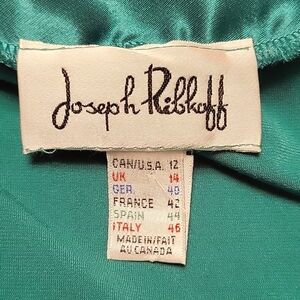 Joseph Ribkoff
CAN/U.S.A. 12
UK 14
GER. 40
FRANCE 42
SPAIN 44
ITALY 46
MADE IN/FAIT
AU CANADA